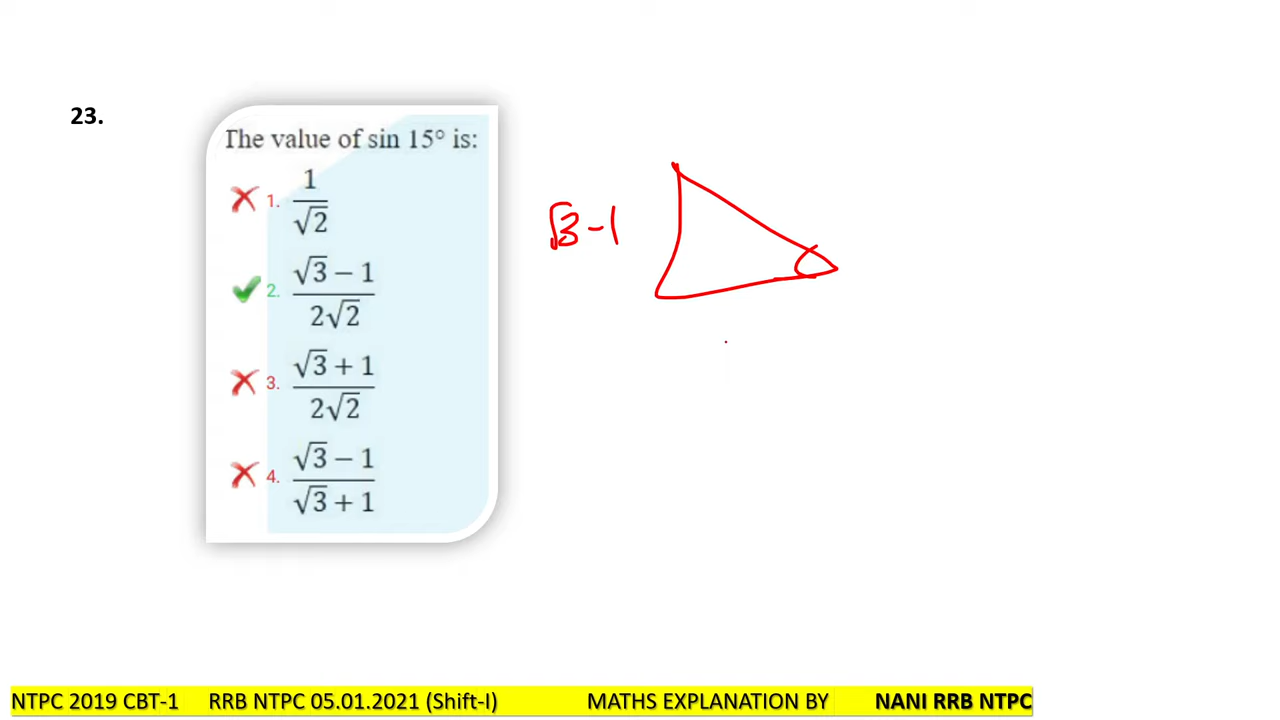 23.
The value of sin 15° is:
1. 1/√2
2. (√3 − 1)/(2√2)
3. (√3 + 1)/(2√2)
4. (√3 − 1)/(√3 + 1)
√3 − 1
NTPC 2019 CBT-1 RRB NTPC 05.01.2021 (Shift-I) MATHS EXPLANATION BY NANI RRB NTPC